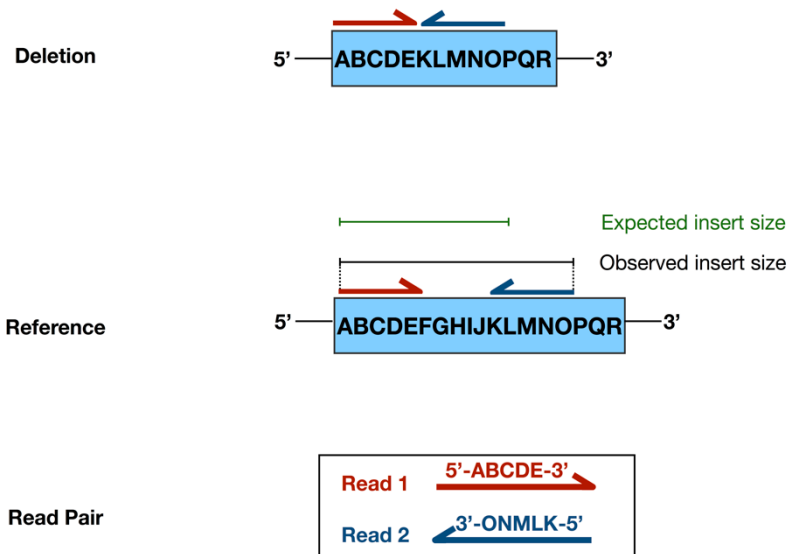 Deletion
5’
ABCDEKLMNOPQR
3’
Expected insert size
Observed insert size
Reference
5’
ABCDEFGHIJKLMNOPQR
3’
Read Pair
Read 1
5’-ABCDE-3’
Read 2
3’-ONMLK-5’